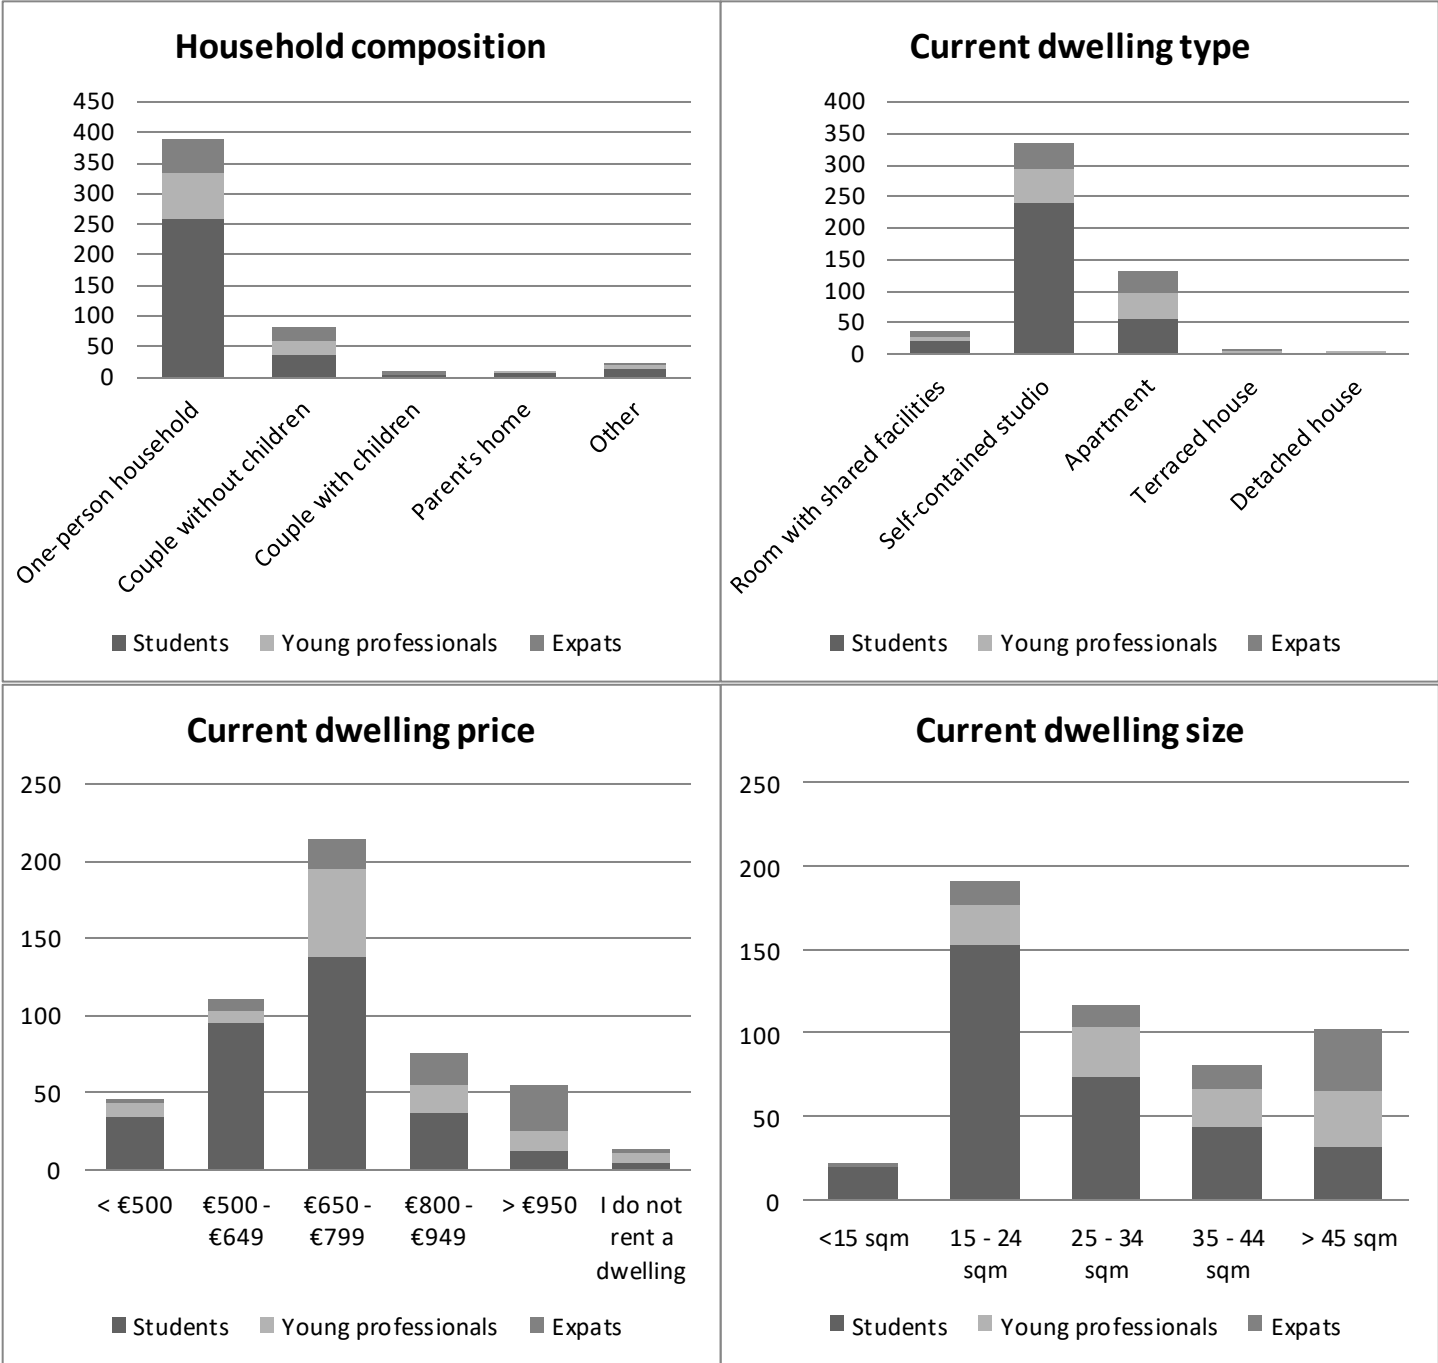 Household composition
450
400
350
300
250
200
150
100
50
0
One-person household
Couple without children
Couple with children
Parent's home
Other
Students Young professionals Expats
Current dwelling type
400
350
300
250
200
150
100
50
0
Room with shared facilities
Self-contained studio
Apartment
Terraced house
Detached house
Students Young professionals Expats
Current dwelling price
250
200
150
100
50
0
< €500
€500 -
€649
€650 -
€799
€800 -
€949
> €950
I do not
rent a
dwelling
Students Young professionals Expats
Current dwelling size
250
200
150
100
50
0
<15 sqm
15 - 24
sqm
25 - 34
sqm
35 - 44
sqm
> 45 sqm
Students Young professionals Expats